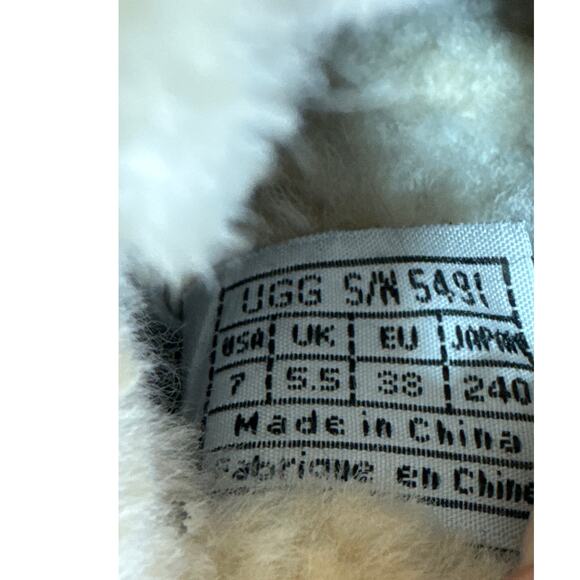 UGG S/N 5491
USA UK EU JAPAN
7 5.5 38 240
Made in China
Fabriqué en Chine